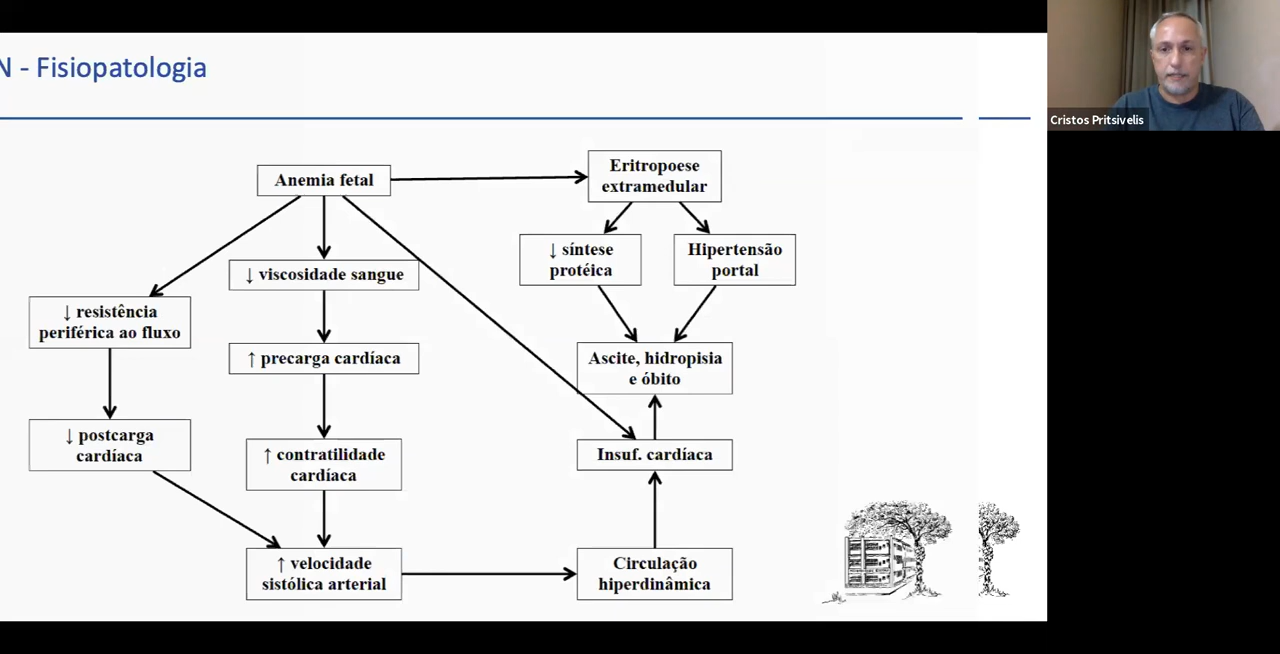 N - Fisiopatologia
Cristos Pritsivelis
Anemia fetal
Eritropoese
extramedular
↓ síntese
protéica
Hipertensão
portal
↓ viscosidade sangue
↓ resistência
periférica ao fluxo
↑ precarga cardíaca
Ascite, hidropisia
e óbito
↓ postcarga
cardíaca
↑ contratilidade
cardíaca
Insuf. cardíaca
↑ velocidade
sistólica arterial
Circulação
hiperdinâmica